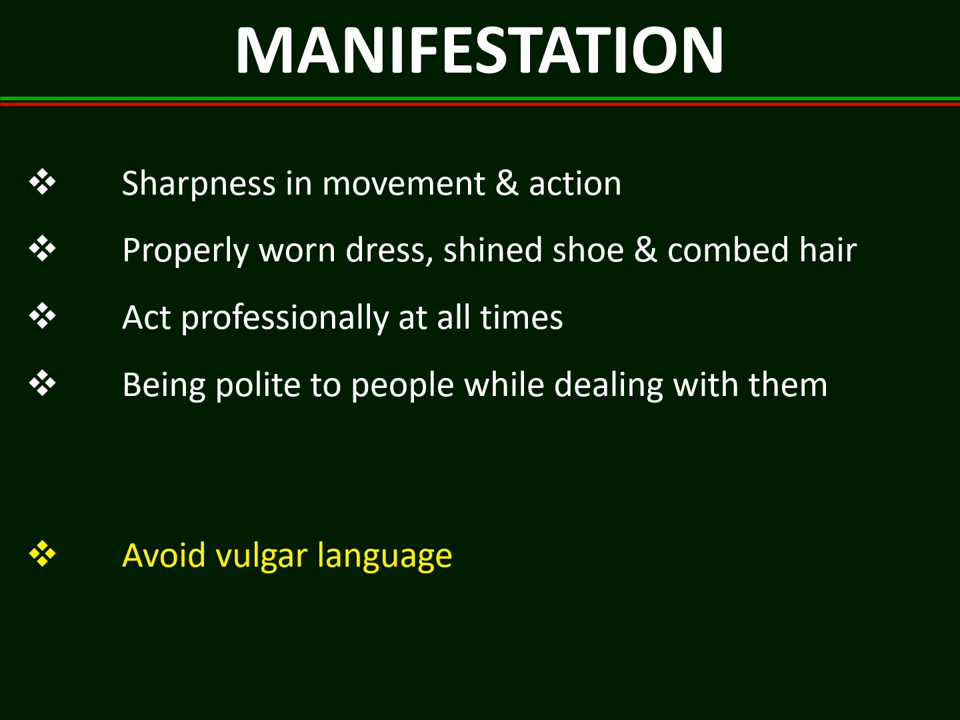 MANIFESTATION
❖ Sharpness in movement & action
❖ Properly worn dress, shined shoe & combed hair
❖ Act professionally at all times
❖ Being polite to people while dealing with them
❖ Avoid vulgar language